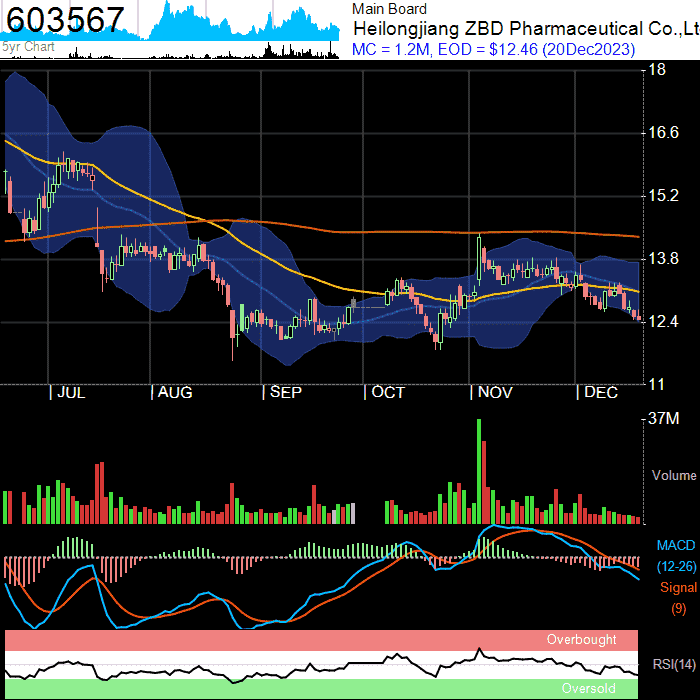 603567
5yr Chart
Main Board
Heilongjiang ZBD Pharmaceutical Co.,Lt
MC = 1.2M, EOD = $12.46 (20Dec2023)
18
16.6
15.2
13.8
12.4
11
| JUL | AUG | SEP | OCT | NOV | DEC
37M
Volume
MACD
(12-26)
Signal
(9)
Overbought
RSI(14)
Oversold